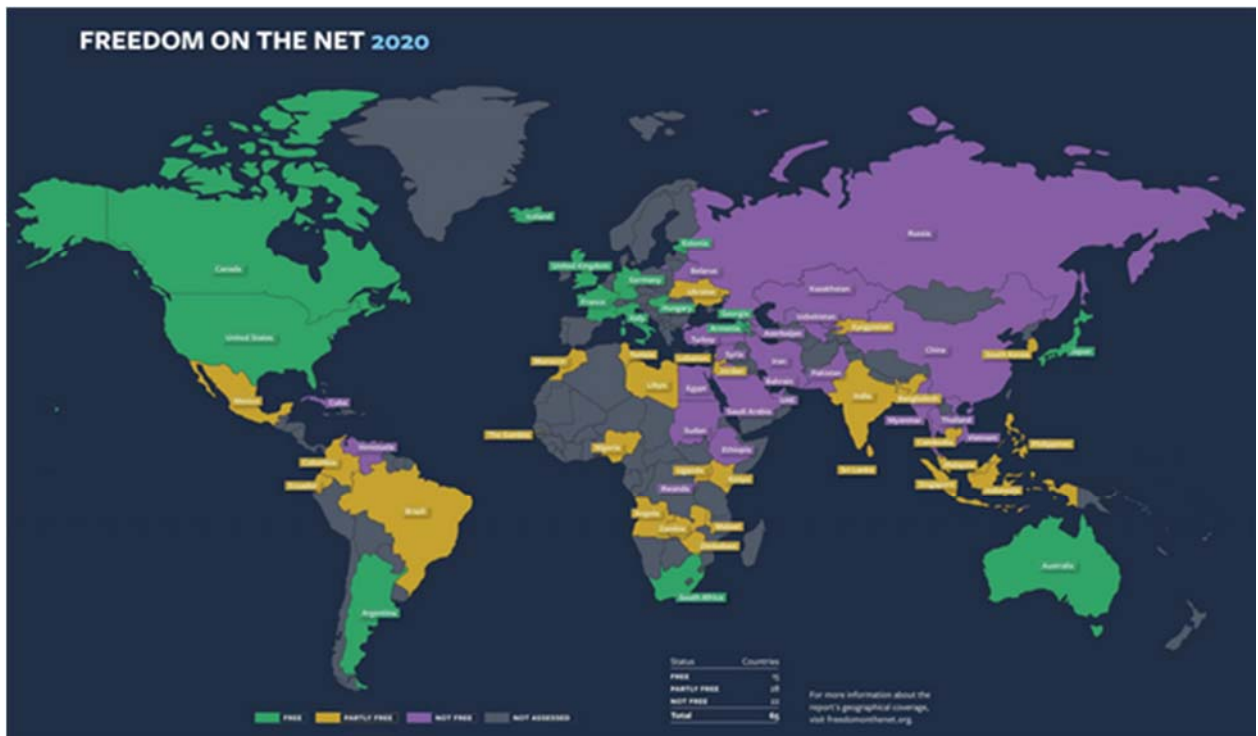 FREEDOM ON THE NET 2020
Iceland
Estonia
Russia
United Kingdom
Canada
Germany
Belarus
Ukraine
Kazakhstan
France
Hungary
Italy
Georgia
Uzbekistan
Kyrgyzstan
Armenia
Azerbaijan
United States
Turkey
China
South Korea
Japan
Morocco
Tunisia
Lebanon
Syria
Iran
Jordan
Pakistan
Libya
Egypt
Bahrain
Mexico
Cuba
UAE
India
Bangladesh
Saudi Arabia
Myanmar
Thailand
Sudan
The Gambia
Vietnam
Cambodia
Philippines
Venezuela
Nigeria
Ethiopia
Colombia
Malaysia
Sri Lanka
Uganda
Kenya
Ecuador
Rwanda
Singapore
Indonesia
Brazil
Angola
Zambia
Malawi
Zimbabwe
Australia
South Africa
Argentina
Status Countries
FREE 15
PARTLY FREE 28
NOT FREE 22
Total 65
For more information about the
report's geographical coverage,
visit freedomonthenet.org.
FREE PARTLY FREE NOT FREE NOT ASSESSED